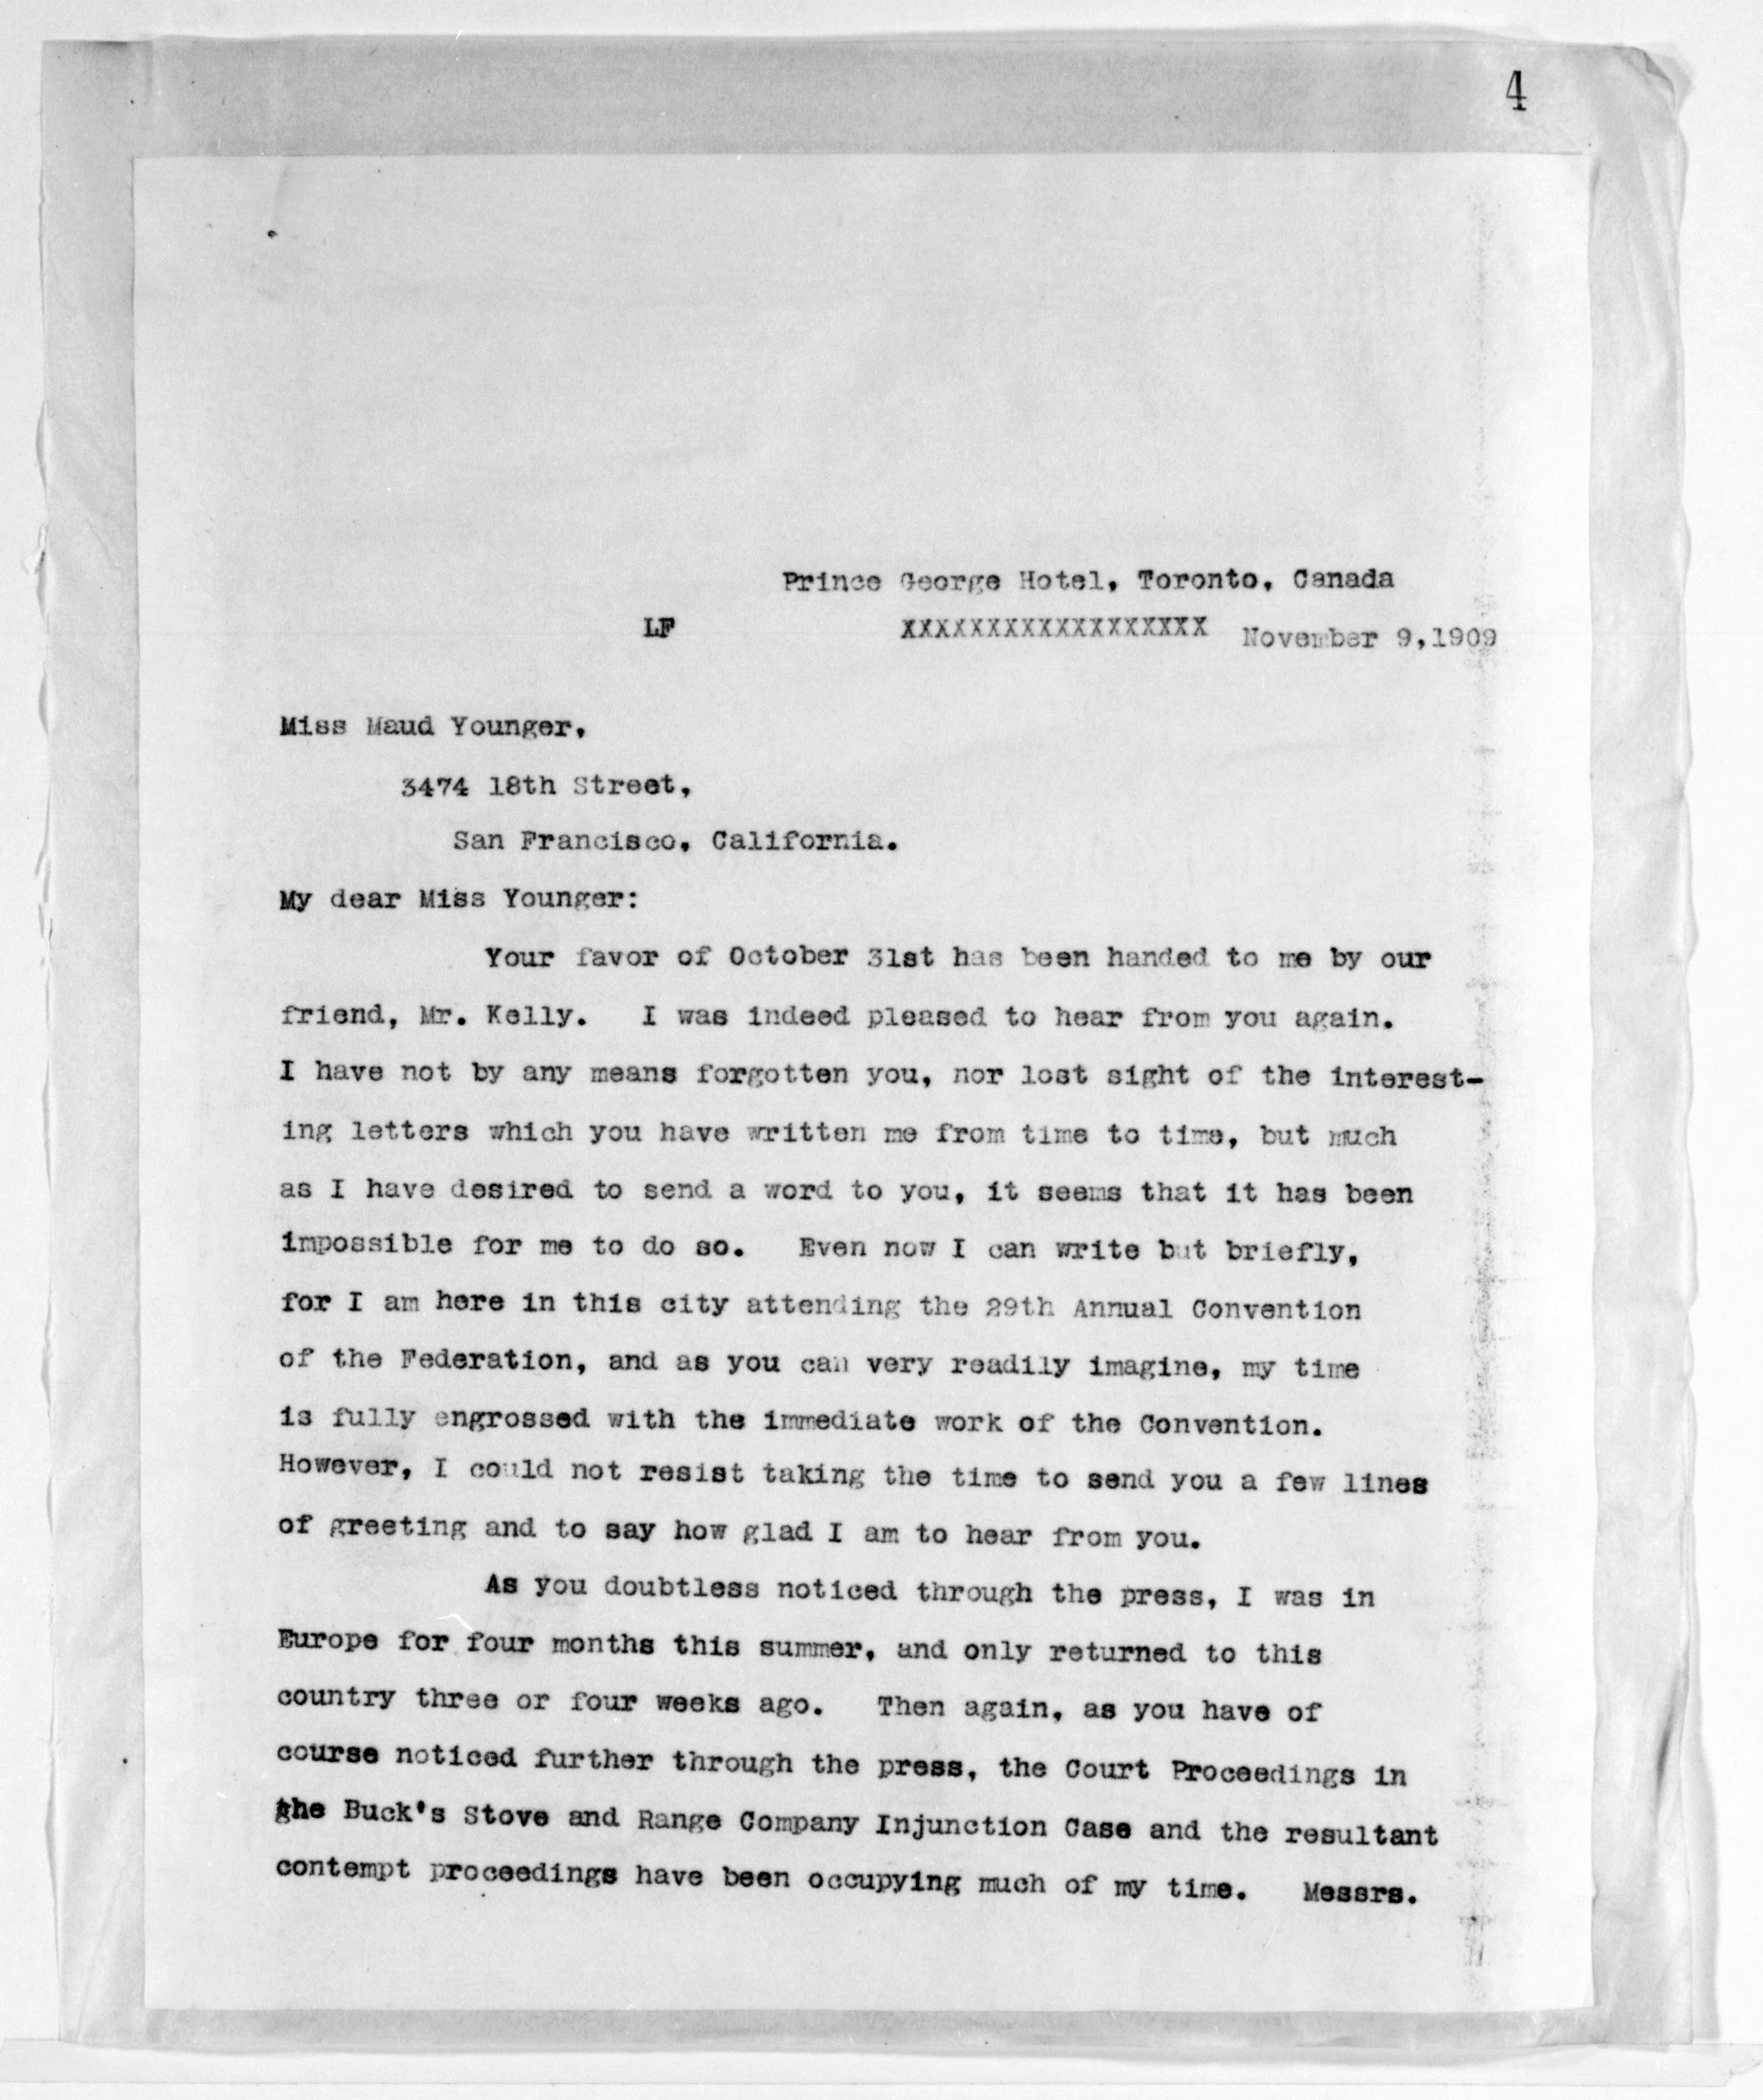 4
Prince George Hotel, Toronto, Canada
LF XXXXXXXXXXXXXXXXXX November 9,1909
Miss Maud Younger,
3474 18th Street,
San Francisco, California.
My dear Miss Younger:
Your favor of October 31st has been handed to me by our
friend, Mr. Kelly. I was indeed pleased to hear from you again.
I have not by any means forgotten you, nor lost sight of the interest-
ing letters which you have written me from time to time, but much
as I have desired to send a word to you, it seems that it has been
impossible for me to do so. Even now I can write but briefly,
for I am here in this city attending the 29th Annual Convention
of the Federation, and as you can very readily imagine, my time
is fully engrossed with the immediate work of the Convention.
However, I could not resist taking the time to send you a few lines
of greeting and to say how glad I am to hear from you.
As you doubtless noticed through the press, I was in
Europe for four months this summer, and only returned to this
country three or four weeks ago. Then again, as you have of
course noticed further through the press, the Court Proceedings in
the Buck's Stove and Range Company Injunction Case and the resultant
contempt proceedings have been occupying much of my time. Messrs.